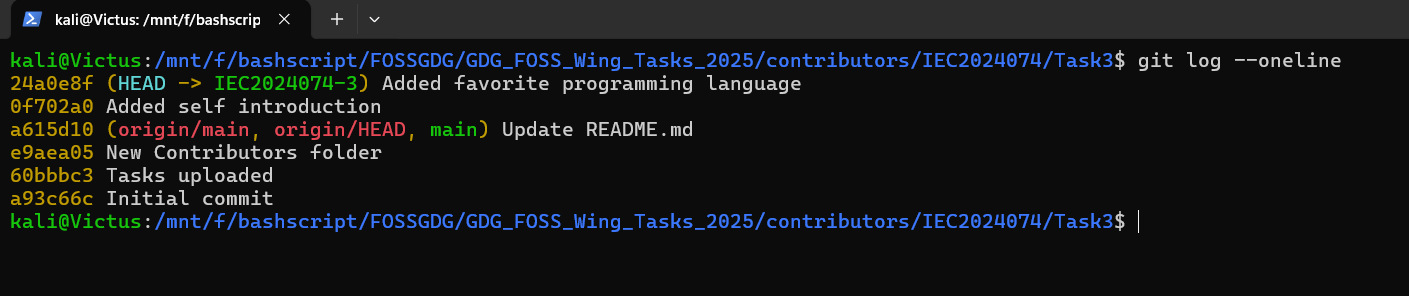 kali@Victus: /mnt/f/bashscrip
kali@Victus:/mnt/f/bashscript/FOSSGDG/GDG_FOSS_Wing_Tasks_2025/contributors/IEC2024074/Task3$ git log --oneline
24a0e8f (HEAD -> IEC2024074-3) Added favorite programming language
0f702a0 Added self introduction
a615d10 (origin/main, origin/HEAD, main) Update README.md
e9aea05 New Contributors folder
60bbbc3 Tasks uploaded
a93c66c Initial commit
kali@Victus:/mnt/f/bashscript/FOSSGDG/GDG_FOSS_Wing_Tasks_2025/contributors/IEC2024074/Task3$